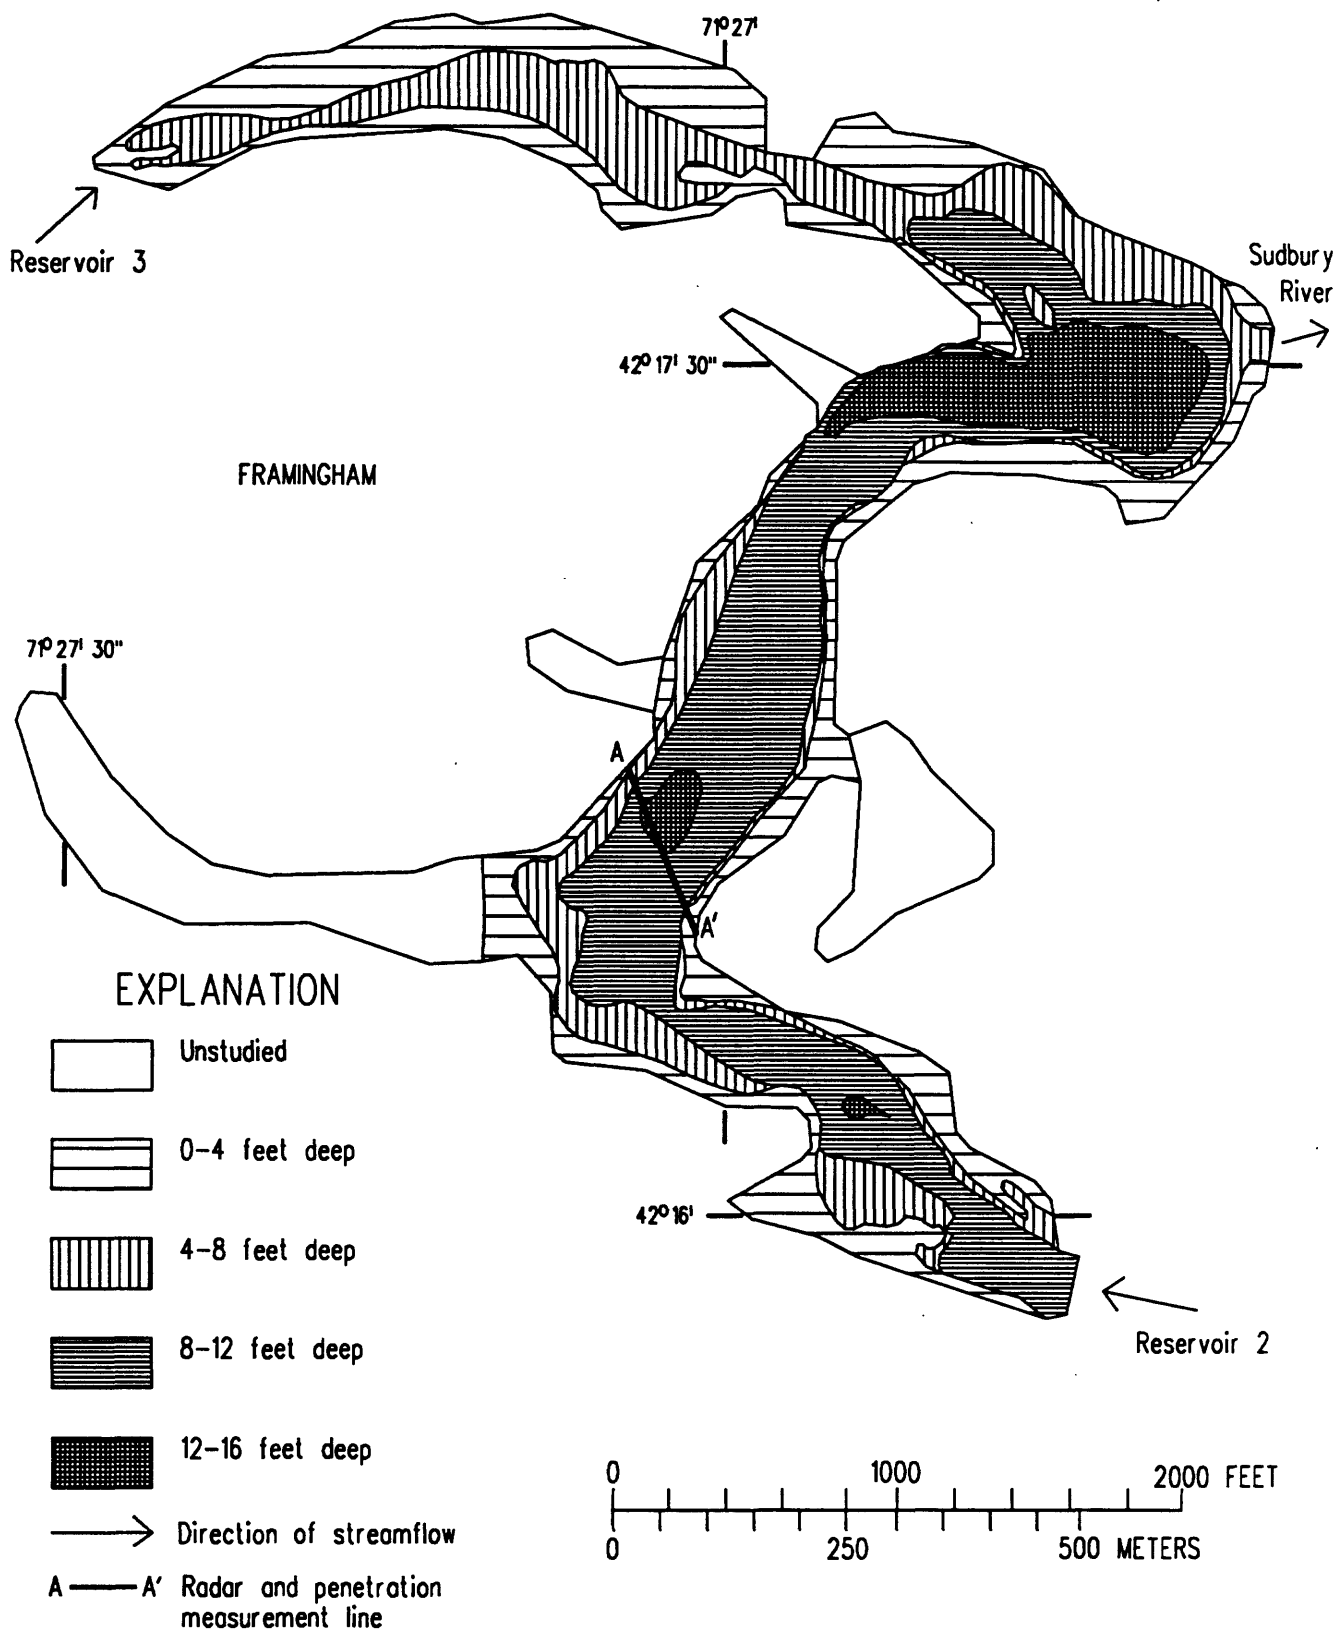 71° 27'
Reservoir 3
Sudbury
River
42° 17' 30"
FRAMINGHAM
71° 27' 30"
A
A'
EXPLANATION
Unstudied
0-4 feet deep
4-8 feet deep
8-12 feet deep
12-16 feet deep
Direction of streamflow
A A' Radar and penetration
measurement line
42° 16'
Reservoir 2
0 1000 2000 FEET
0 250 500 METERS